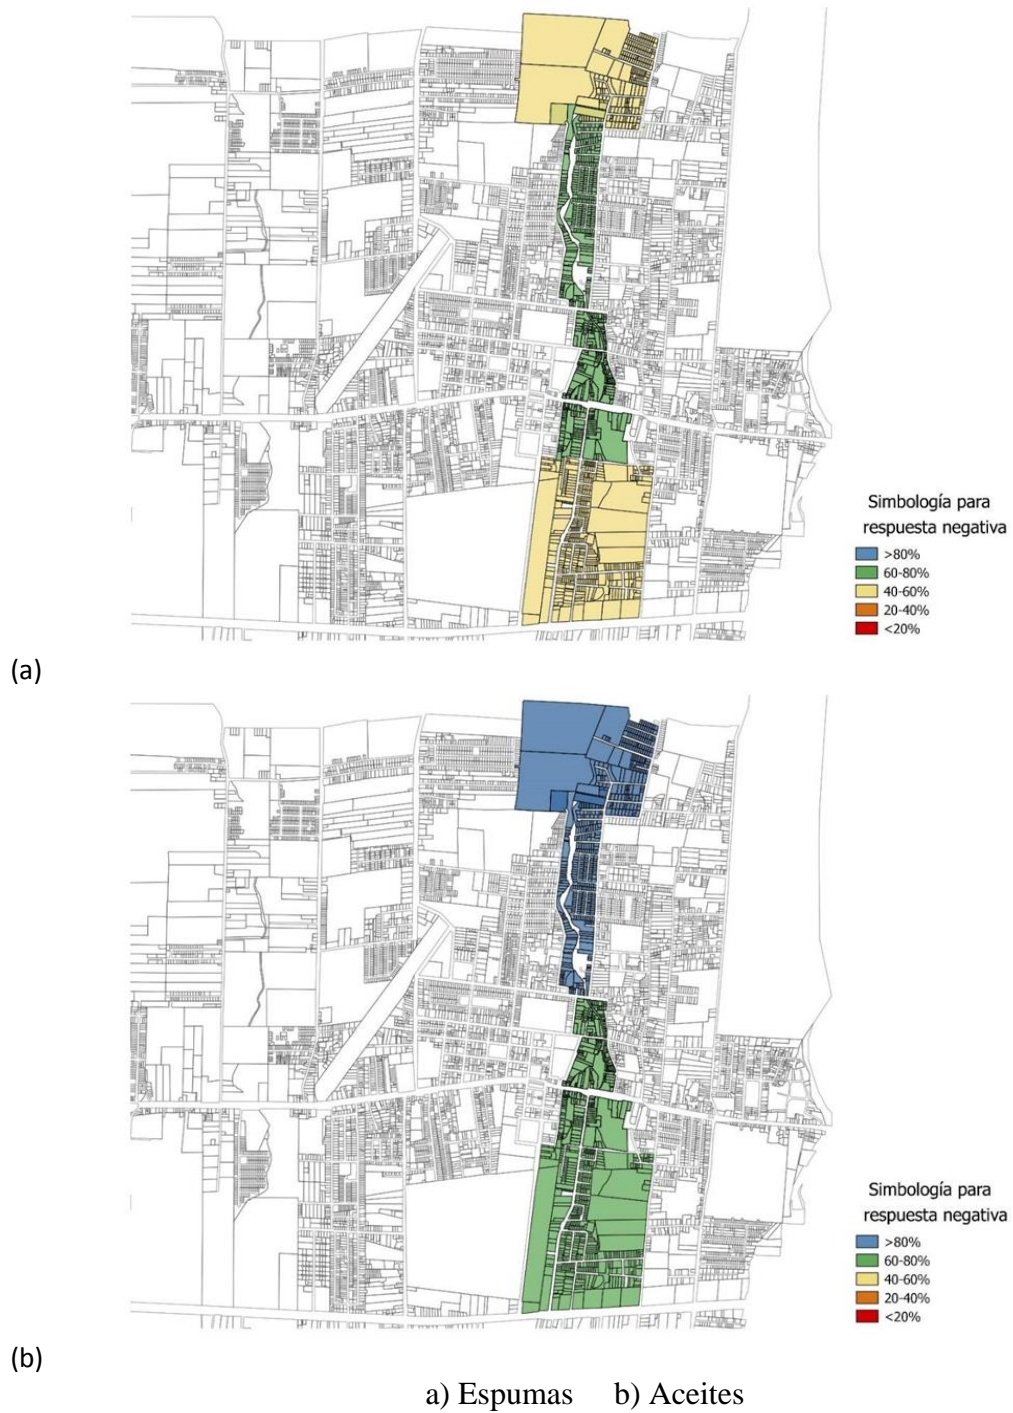 Simbología para
respuesta negativa
>80%
60-80%
40-60%
20-40%
<20%
(a)
Simbología para
respuesta negativa
>80%
60-80%
40-60%
20-40%
<20%
(b)
a) Espumas b) Aceites